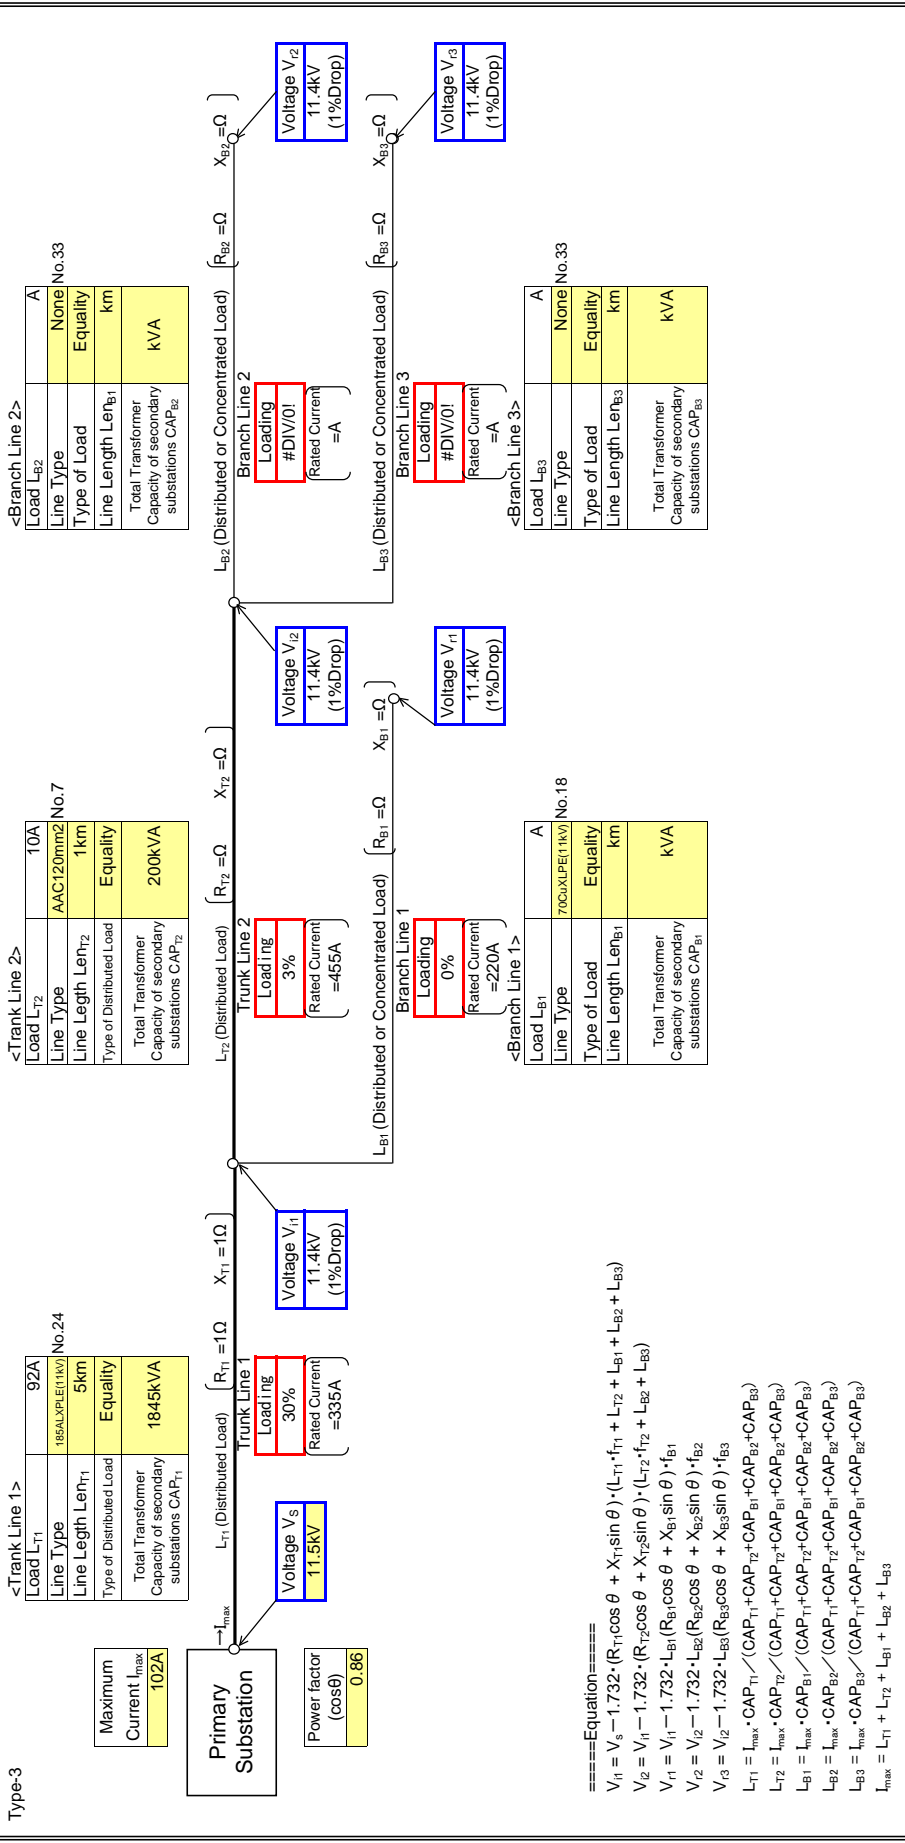 Type-3
Maximum
Current Imax
102A
Primary
Substation
Power factor
(cosθ)
0.86
→Imax
Voltage VS
11.5kV
<Trank Line 1>
Load LT1 92A
Line Type 185ALXPLE(11kV) No.24
Line Legth LenT1 5km
Type of Distributed Load Equality
Total Transformer
Capacity of secondary
substations CAPT1
1845kVA
LT1 (Distributed Load) (RT1 =1Ω XT1 =1Ω)
Trunk Line 1
Loading
30%
Rated Current
=335A
Voltage Vi1
11.4kV
(1%Drop)
<Trank Line 2>
Load LT2 10A
Line Type AAC120mm2 No.7
Line Legth LenT2 1km
Type of Distributed Load Equality
Total Transformer
Capacity of secondary
substations CAPT2
200kVA
LT2 (Distributed Load) (RT2 =Ω XT2 =Ω)
Trunk Line 2
Loading
3%
Rated Current
=455A
Voltage Vi2
11.4kV
(1%Drop)
LB1 (Distributed or Concentrated Load) (RB1 =Ω XB1 =Ω)
Branch Line 1
Loading
0%
Rated Current
=220A
Voltage Vr1
11.4kV
(1%Drop)
<Branch Line 1>
Load LB1 A
Line Type 70CuXLPE(11kV) No.18
Type of Load Equality
Line Length LenB1 km
Total Transformer
Capacity of secondary
substations CAPB1
kVA
<Branch Line 2>
Load LB2 A
Line Type None No.33
Type of Load Equality
Line Length LenB1 km
Total Transformer
Capacity of secondary
substations CAPB2
kVA
LB2 (Distributed or Concentrated Load) (RB2 =Ω XB2 =Ω)
Branch Line 2
Loading
#DIV/0!
Rated Current
=A
Voltage Vr2
11.4kV
(1%Drop)
LB3 (Distributed or Concentrated Load) (RB3 =Ω XB3 =Ω)
Branch Line 3
Loading
#DIV/0!
Rated Current
=A
Voltage Vr3
11.4kV
(1%Drop)
<Branch Line 3>
Load LB3 A
Line Type None No.33
Type of Load Equality
Line Length LenB3 km
Total Transformer
Capacity of secondary
substations CAPB3
kVA
=====Equation=====
Vi1 = Vs−1.732・(RT1cosθ + XT1sinθ)・(LT1・fT1 + LT2 + LB1 + LB2 + LB3)
Vi2 = Vi1−1.732・(RT2cosθ + XT2sinθ)・(LT2・fT2 + LB2 + LB3)
Vr1 = Vi1−1.732・LB1(RB1cosθ + XB1sinθ)・fB1
Vr2 = Vi2−1.732・LB2(RB2cosθ + XB2sinθ)・fB2
Vr3 = Vi2−1.732・LB3(RB3cosθ + XB3sinθ)・fB3
LT1 = Imax・CAPT1／(CAPT1+CAPT2+CAPB1+CAPB2+CAPB3)
LT2 = Imax・CAPT2／(CAPT1+CAPT2+CAPB1+CAPB2+CAPB3)
LB1 = Imax・CAPB1／(CAPT1+CAPT2+CAPB1+CAPB2+CAPB3)
LB2 = Imax・CAPB2／(CAPT1+CAPT2+CAPB1+CAPB2+CAPB3)
LB3 = Imax・CAPB3／(CAPT1+CAPT2+CAPB1+CAPB2+CAPB3)
Imax = LT1 + LT2 + LB1 + LB2 + LB3